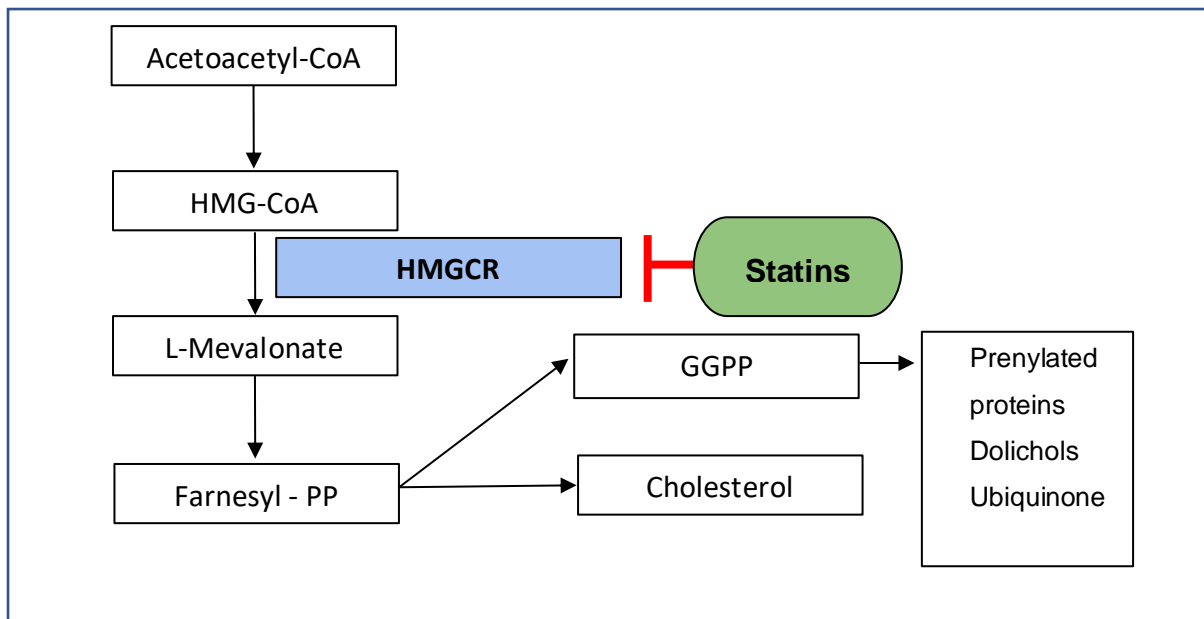 Acetoacetyl-CoA
HMG-CoA
HMGCR
Statins
L-Mevalonate
GGPP
Prenylated
proteins
Dolichols
Ubiquinone
Farnesyl - PP
Cholesterol